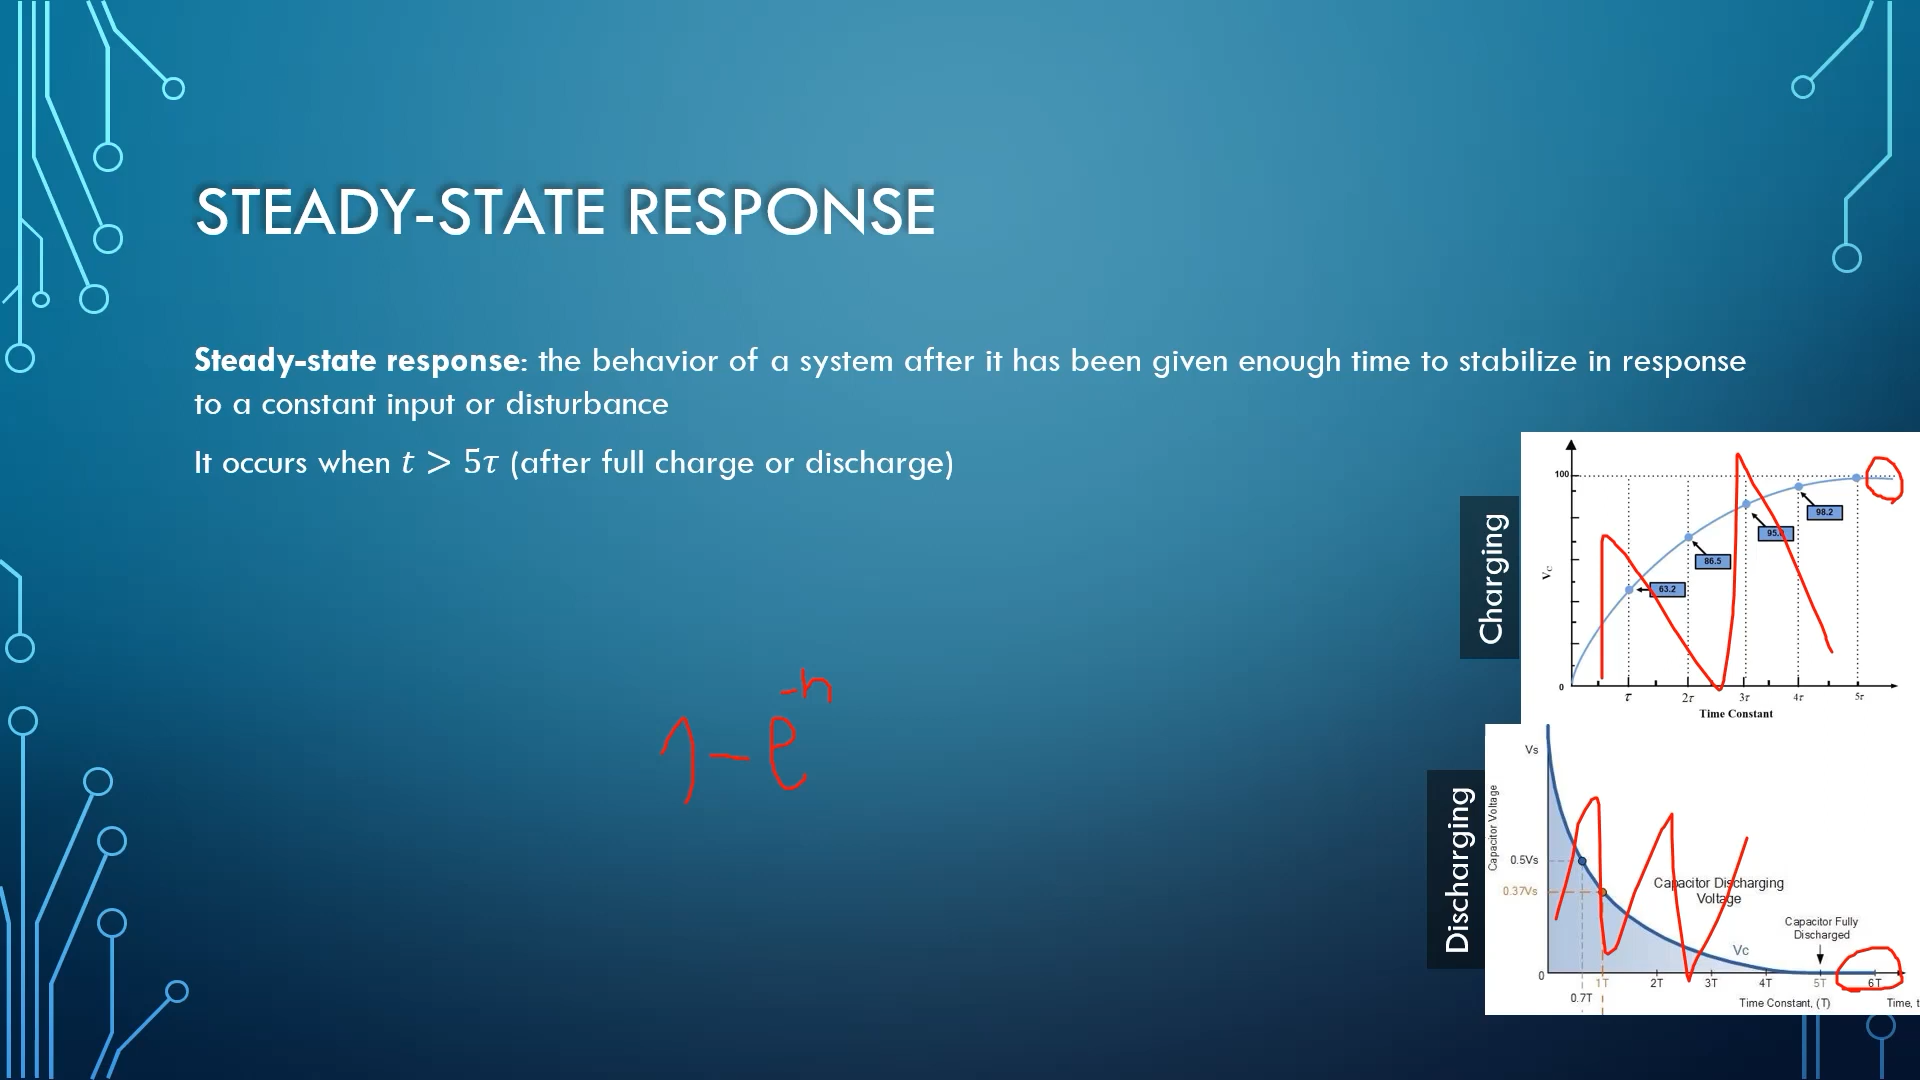 STEADY-STATE RESPONSE
Steady-state response: the behavior of a system after it has been given enough time to stabilize in response
to a constant input or disturbance
It occurs when t > 5τ (after full charge or discharge)
1 - e^-n
Charging
100
98.2
95.
86.5
63.2
V_C
0
τ 2τ 3τ 4τ 5τ
Time Constant
Discharging
Vs
Capacitor Voltage
0.5Vs
0.37Vs
Capacitor Discharging
Voltage
Capacitor Fully
Discharged
Vc
0
1T 2T 3T 4T 5T 6T
0.7T
Time Constant, (T)
Time, t